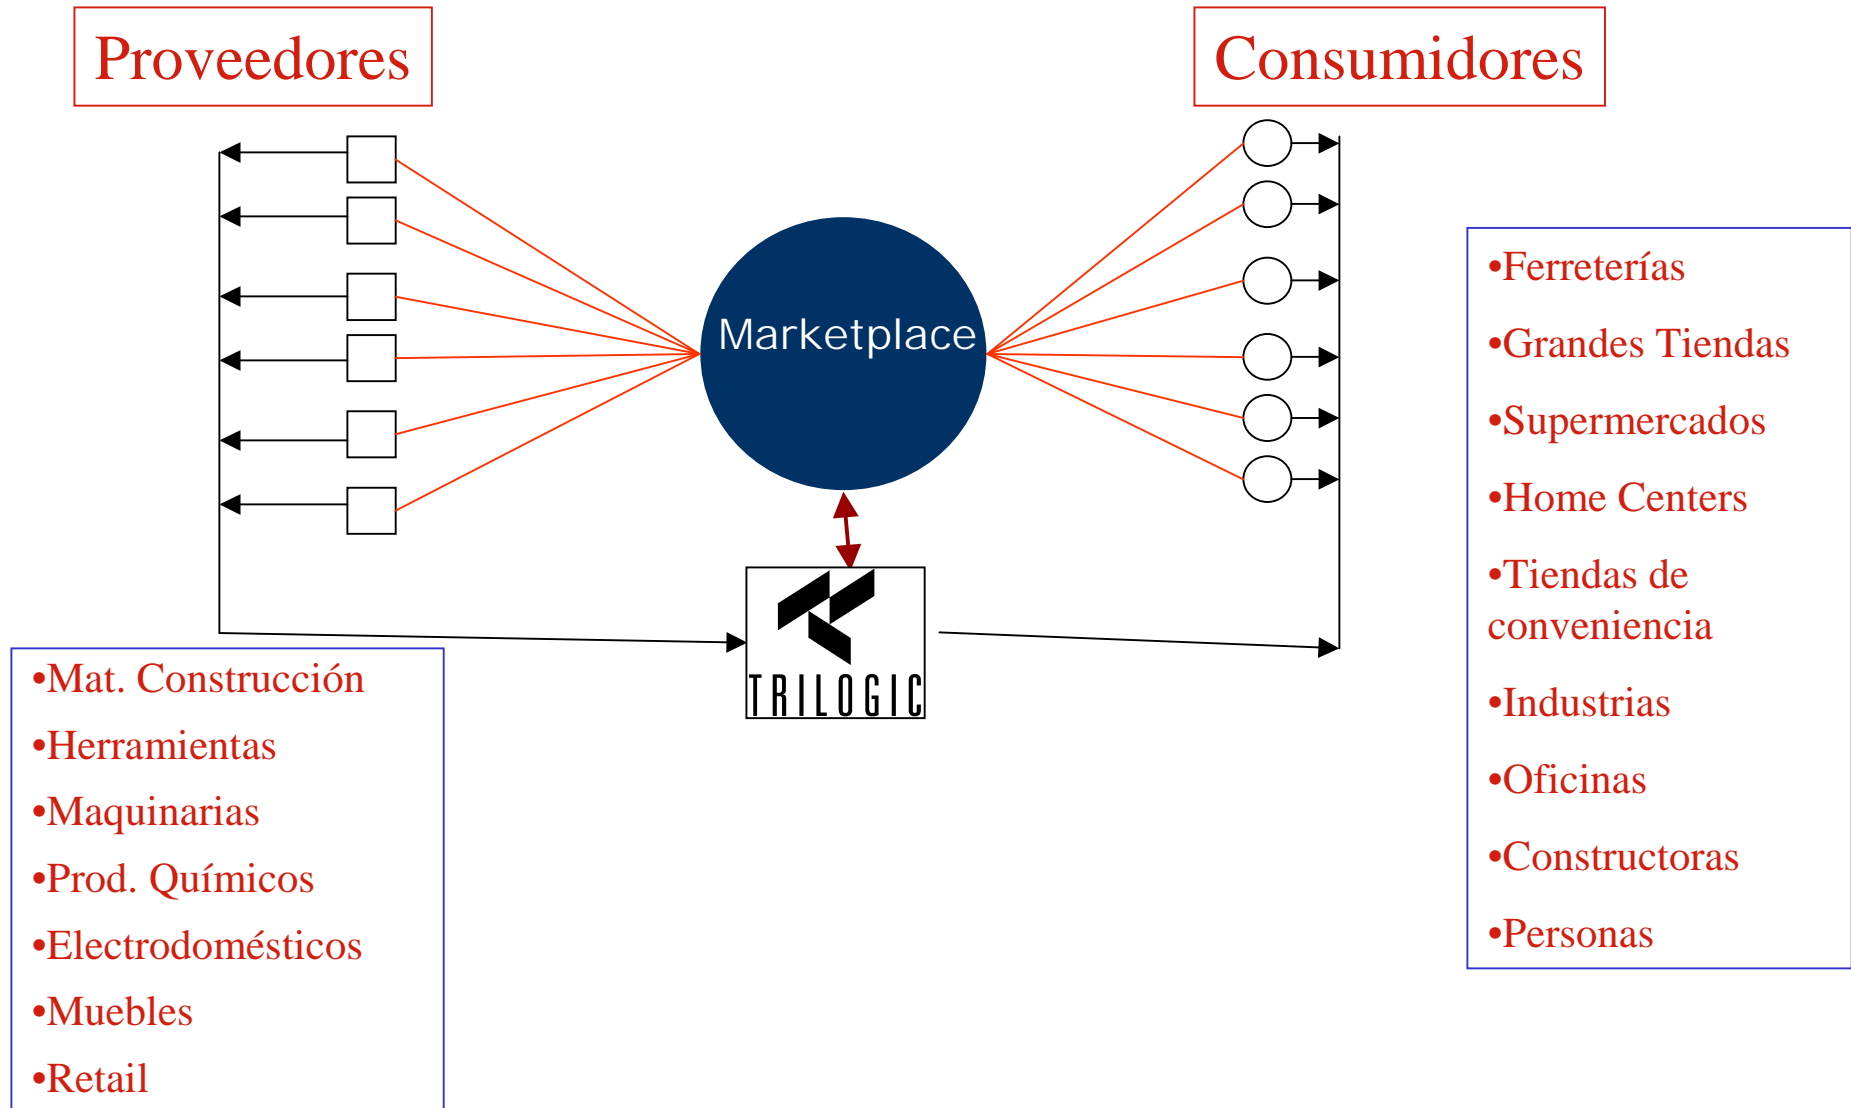 Proveedores
Consumidores
Marketplace
TRILOGIC
•Mat. Construcción
•Herramientas
•Maquinarias
•Prod. Químicos
•Electrodomésticos
•Muebles
•Retail
•Ferreterías
•Grandes Tiendas
•Supermercados
•Home Centers
•Tiendas de
conveniencia
•Industrias
•Oficinas
•Constructoras
•Personas